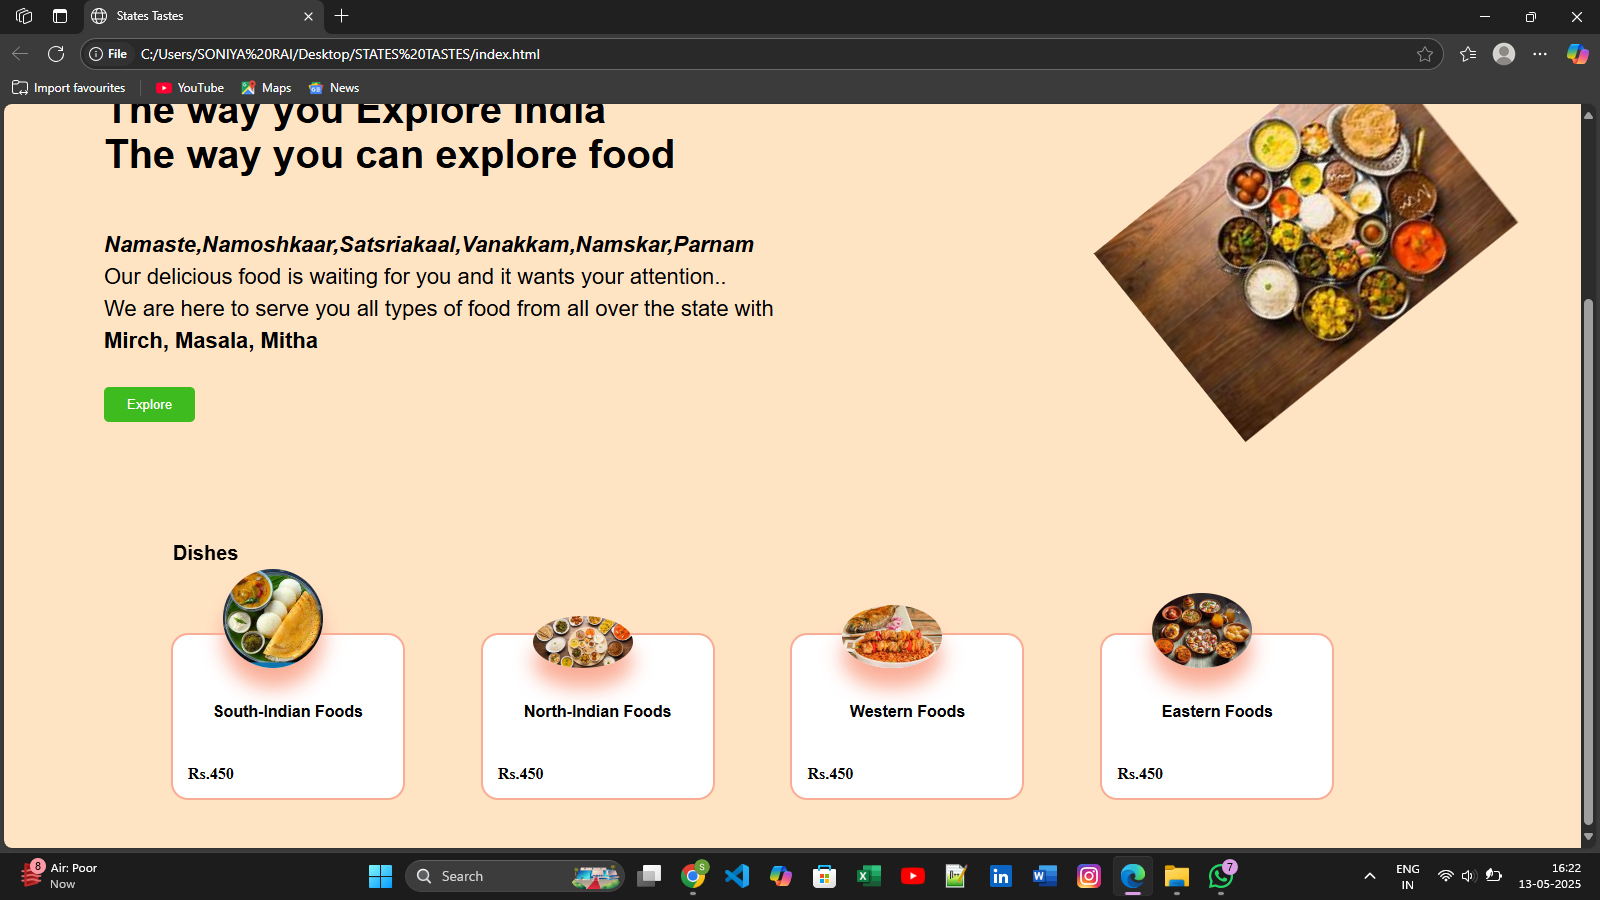 States Tastes
File
C:/Users/SONIYA%20RAI/Desktop/STATES%20TASTES/index.html
Import favourites
YouTube
Maps
News
The way you Explore India
The way you can explore food
Namaste,Namoshkaar,Satsriakaal,Vanakkam,Namskar,Parnam
Our delicious food is waiting for you and it wants your attention..
We are here to serve you all types of food from all over the state with
Mirch, Masala, Mitha
Explore
Dishes
South-Indian Foods
North-Indian Foods
Western Foods
Eastern Foods
Rs.450
Rs.450
Rs.450
Rs.450
8
Air: Poor
Now
Search
S
7
ENG
IN
16:22
13-05-2025